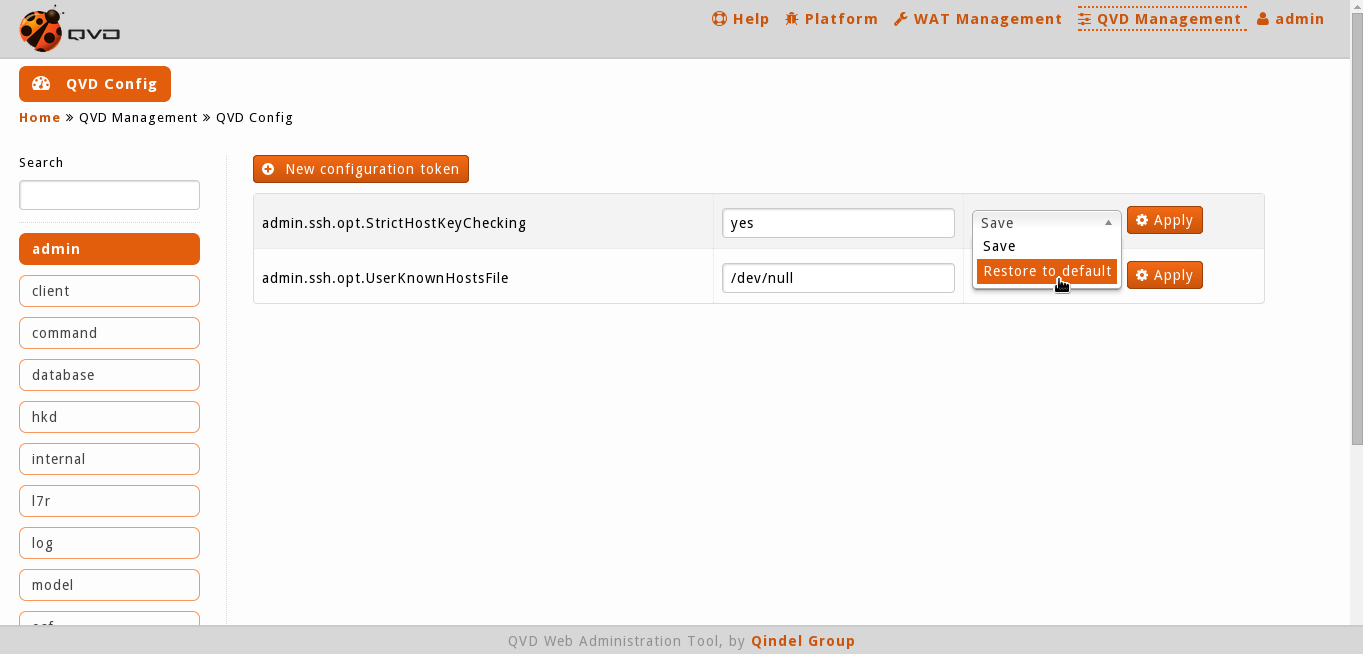 QVD
Help Platform WAT Management QVD Management admin
QVD Config
Home » QVD Management » QVD Config
Search
New configuration token
admin.ssh.opt.StrictHostKeyChecking yes Save Apply
Save
Restore to default
admin.ssh.opt.UserKnownHostsFile /dev/null Apply
admin
client
command
database
hkd
internal
l7r
log
model
QVD Web Administration Tool, by Qindel Group